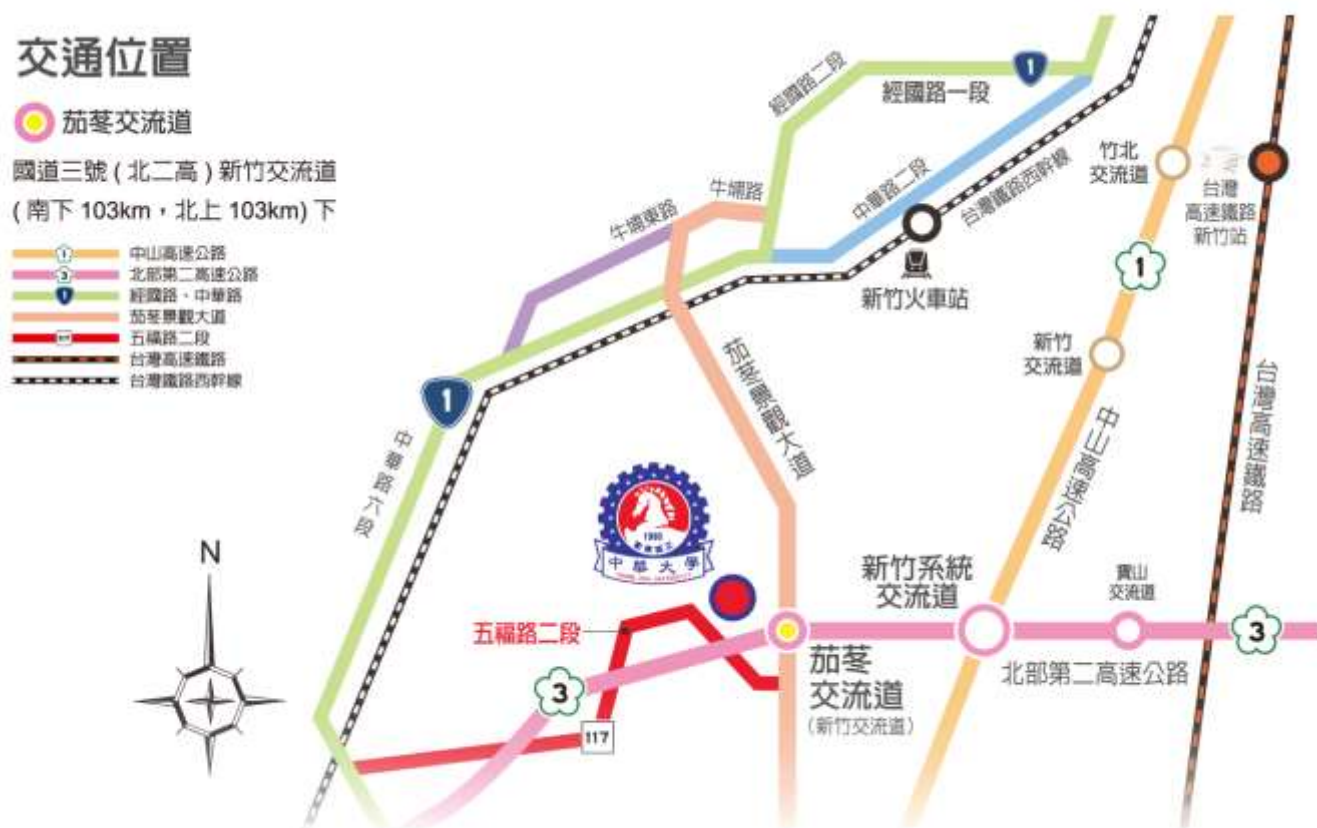 交通位置
茄苳交流道
國道三號 ( 北二高 ) 新竹交流道
( 南下 103km，北上 103km) 下
1 中山高速公路
3 北部第二高速公路
1 經國路、中華路
茄苳景觀大道
五福路二段
台灣高速鐵路
台灣鐵路西幹線
經國路二段
經國路一段
1
牛埔東路
牛埔路
中華路二段
台灣鐵路西幹線
新竹火車站
竹北
交流道
台灣
高速鐵路
新竹站
1
新竹
交流道
中山高速公路
台灣高速鐵路
1
中華路六段
茄苳景觀大道
1990
中華大學
N
五福路二段
3
117
茄苳
交流道
(新竹交流道)
新竹系統
交流道
寶山
交流道
北部第二高速公路
3